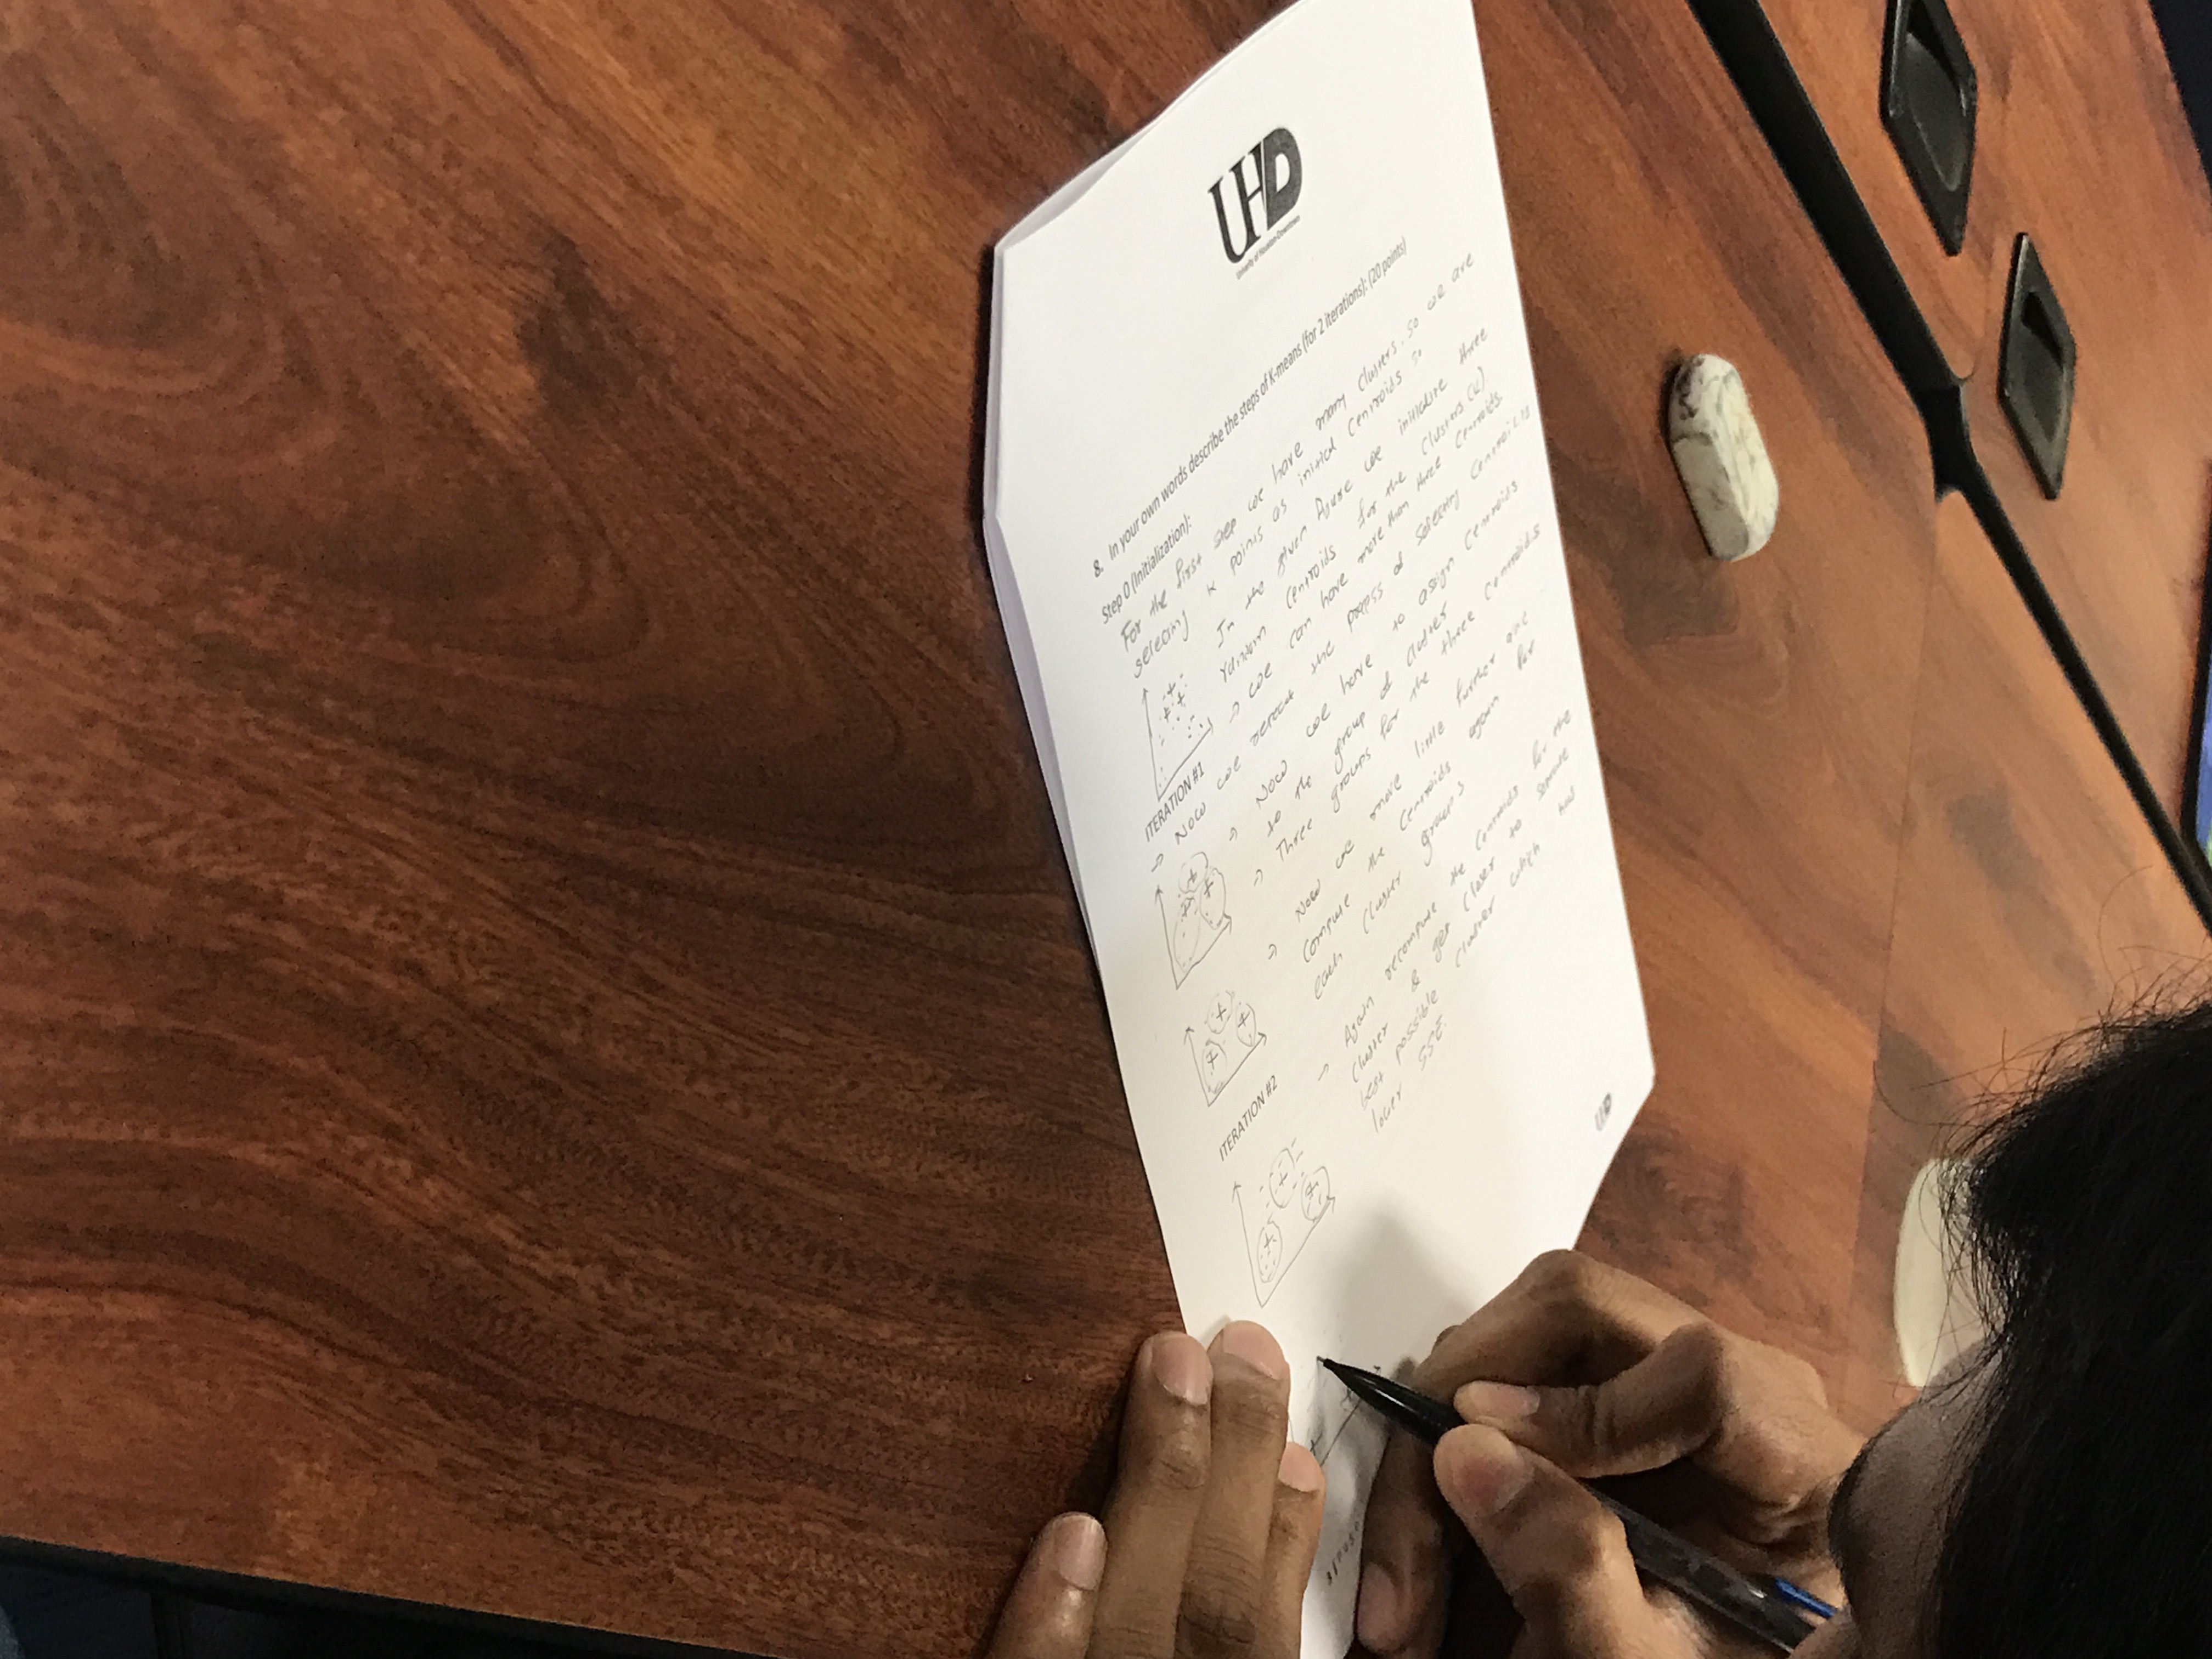 UHD
University of Houston-Downtown
8. In your own words describe the steps of K-means (for 2 iterations): (20 points)
Step 0 (Initialization):
For the first step we have many clusters. so we are
selecting K points as initial centroids so
In the given figure we initialize three
random centroids for the clusters (K)
→ we can have more than three centroids.
ITERATION #1
→ Now we the process of selecting centroids
→ Now we have to assign centroids
to the group of cluster
→ Three groups for the three centroids
→ Now we move little further and
compute the centroids again for
each cluster groups
ITERATION #2
→ Again recompute the centroids for the
cluster & get closer to
best possible cluster which has
lower SSE.
UHD